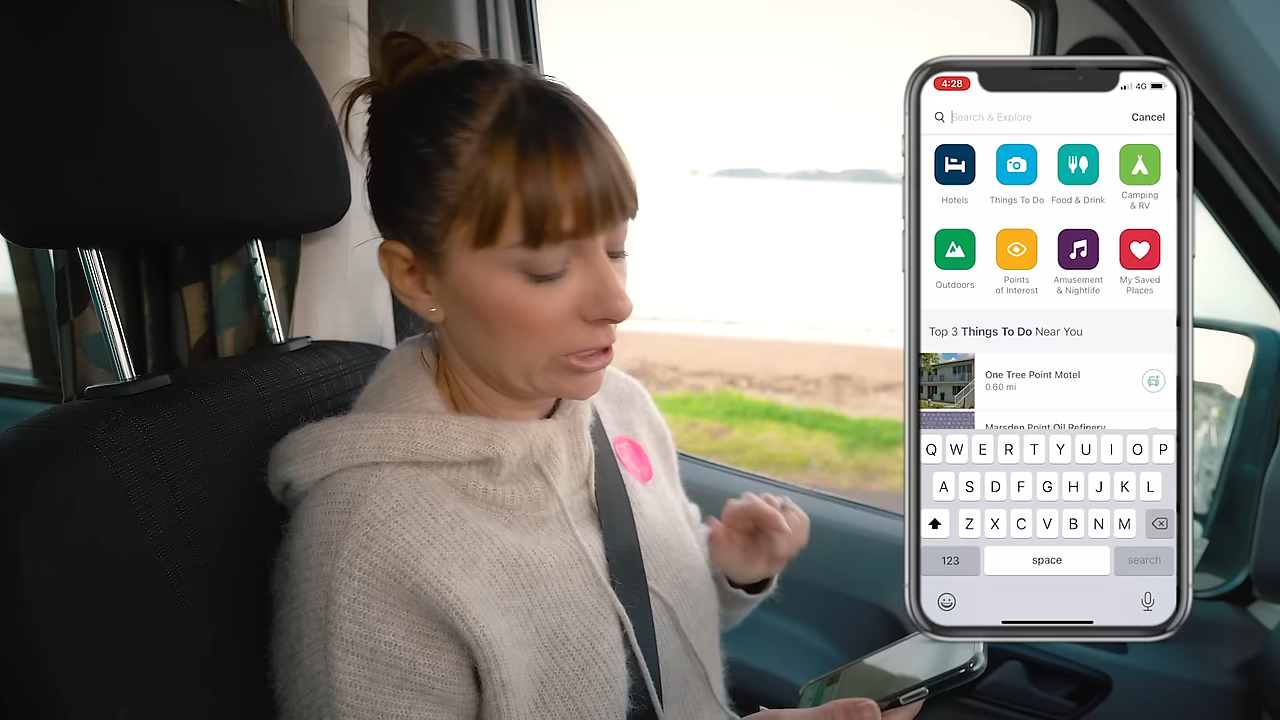 4:28
4G
Search & Explore
Cancel
Hotels
Things To Do
Food & Drink
Camping
& RV
Outdoors
Points
of Interest
Amusement
& Nightlife
My Saved
Places
Top 3 Things To Do Near You
One Tree Point Motel
0.60 mi
Marsden Point Oil Refinery
Q W E R T Y U I O P
A S D F G H J K L
Z X C V B N M
123
space
search